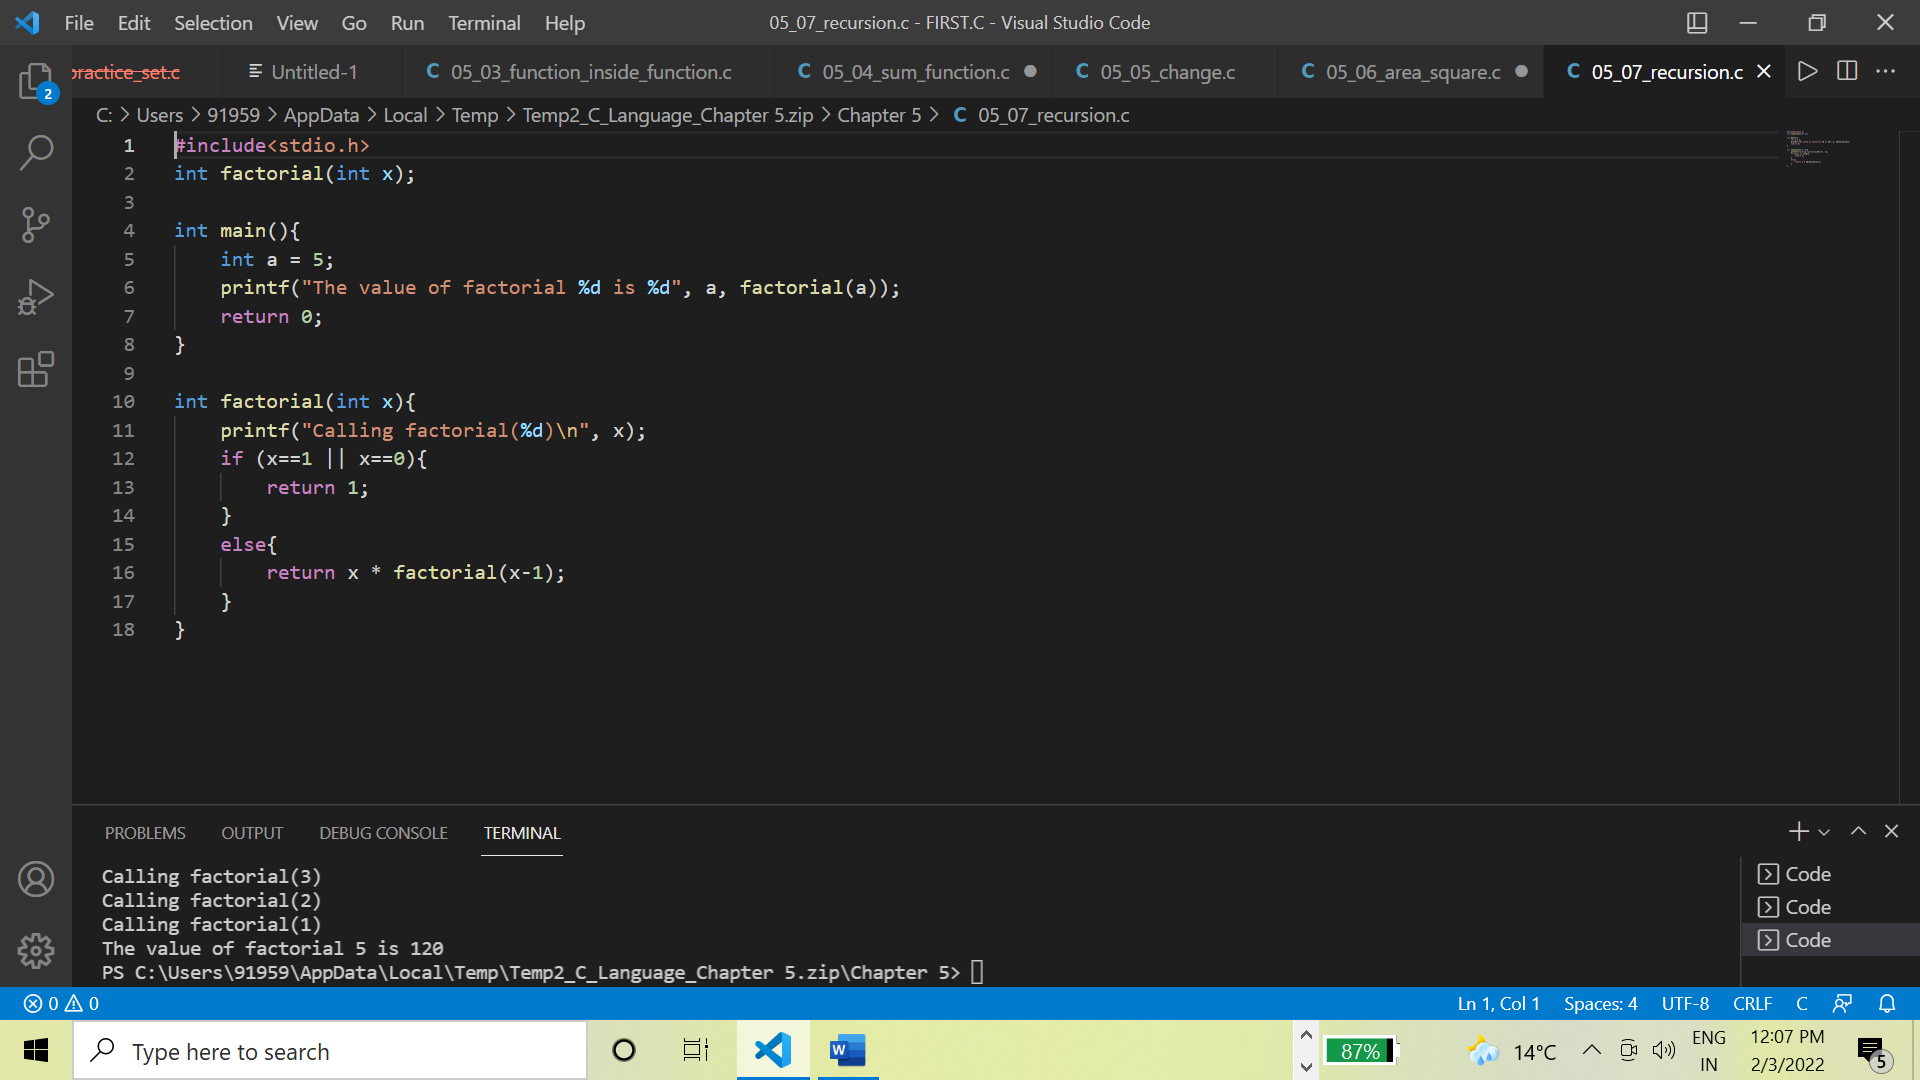 File Edit Selection View Go Run Terminal Help 05_07_recursion.c - FIRST.C - Visual Studio Code
practice_set.c Untitled-1 C 05_03_function_inside_function.c C 05_04_sum_function.c C 05_05_change.c C 05_06_area_square.c C 05_07_recursion.c
2
C: > Users > 91959 > AppData > Local > Temp > Temp2_C_Language_Chapter 5.zip > Chapter 5 > C 05_07_recursion.c
1 #include<stdio.h>
2 int factorial(int x);
3
4 int main(){
5     int a = 5;
6     printf("The value of factorial %d is %d", a, factorial(a));
7     return 0;
8 }
9
10 int factorial(int x){
11     printf("Calling factorial(%d)\n", x);
12     if (x==1 || x==0){
13         return 1;
14     }
15     else{
16         return x * factorial(x-1);
17     }
18 }
PROBLEMS OUTPUT DEBUG CONSOLE TERMINAL
Calling factorial(3)
Calling factorial(2)
Calling factorial(1)
The value of factorial 5 is 120
PS C:\Users\91959\AppData\Local\Temp\Temp2_C_Language_Chapter 5.zip\Chapter 5>
Code
Code
Code
0 0 Ln 1, Col 1 Spaces: 4 UTF-8 CRLF C
Type here to search W 87% 14°C ENG IN 12:07 PM 2/3/2022 5